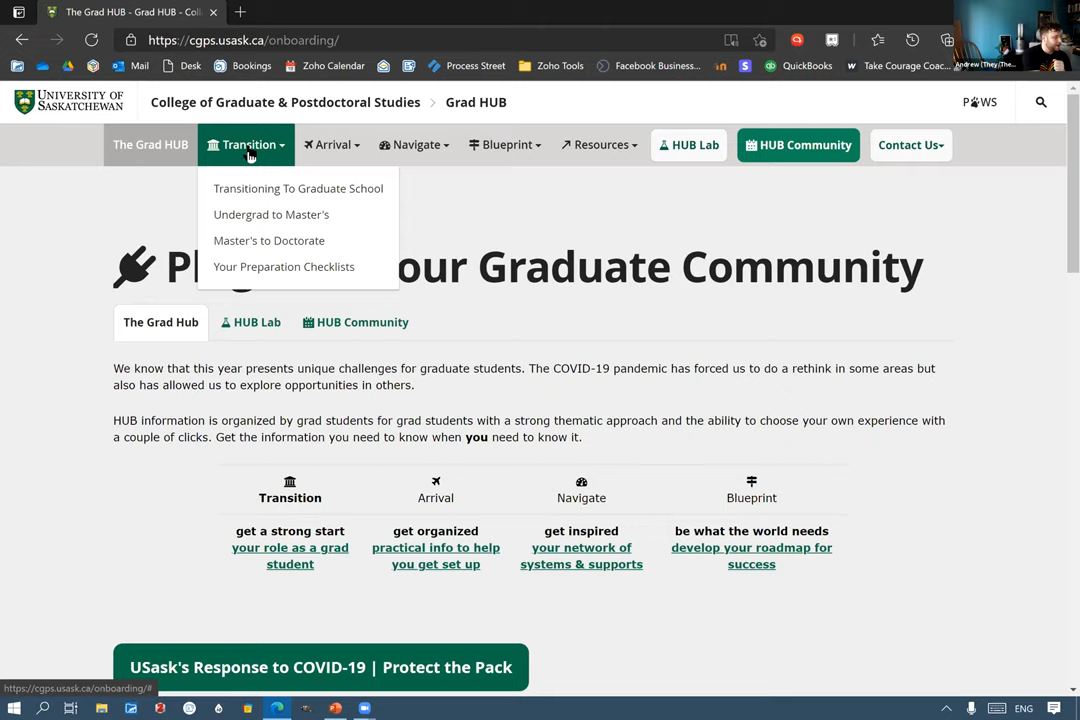 The Grad HUB - Grad HUB - Coll
https://cgps.usask.ca/onboarding/
Andrew (They/The...
Mail
Desk
Bookings
Zoho Calendar
Process Street
Zoho Tools
Facebook Business...
QuickBooks
Take Courage Coac...
UNIVERSITY OF
SASKATCHEWAN
College of Graduate & Postdoctoral Studies > Grad HUB
PAWS
The Grad HUB
Transition
Arrival
Navigate
Blueprint
Resources
HUB Lab
HUB Community
Contact Us
Transitioning To Graduate School
Undergrad to Master's
Master's to Doctorate
Your Preparation Checklists
our Graduate Community
The Grad Hub
HUB Lab
HUB Community
We know that this year presents unique challenges for graduate students. The COVID-19 pandemic has forced us to do a rethink in some areas but
also has allowed us to explore opportunities in others.
HUB information is organized by grad students for grad students with a strong thematic approach and the ability to choose your own experience with
a couple of clicks. Get the information you need to know when you need to know it.
Transition
Arrival
Navigate
Blueprint
get a strong start
your role as a grad
student
get organized
practical info to help
you get set up
get inspired
your network of
systems & supports
be what the world needs
develop your roadmap for
success
USask's Response to COVID-19 | Protect the Pack
https://cgps.usask.ca/onboarding/#
ENG